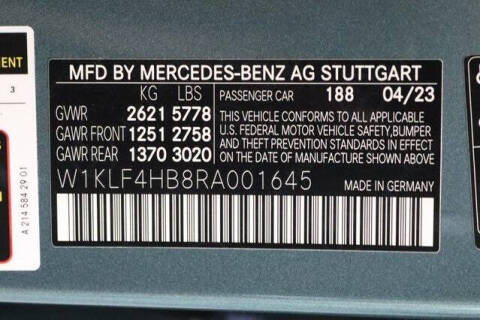 MFD BY MERCEDES-BENZ AG STUTTGART
KG LBS
GVWR 2621 5778
GAWR FRONT 1251 2758
GAWR REAR 1370 3020
PASSENGER CAR 188 04/23
THIS VEHICLE CONFORMS TO ALL APPLICABLE
U.S. FEDERAL MOTOR VEHICLE SAFETY,BUMPER
AND THEFT PREVENTION STANDARDS IN EFFECT
ON THE DATE OF MANUFACTURE SHOWN ABOVE.
W1KLF4HB8RA001645
MADE IN GERMANY
ENT
3
A 214 584 29 01